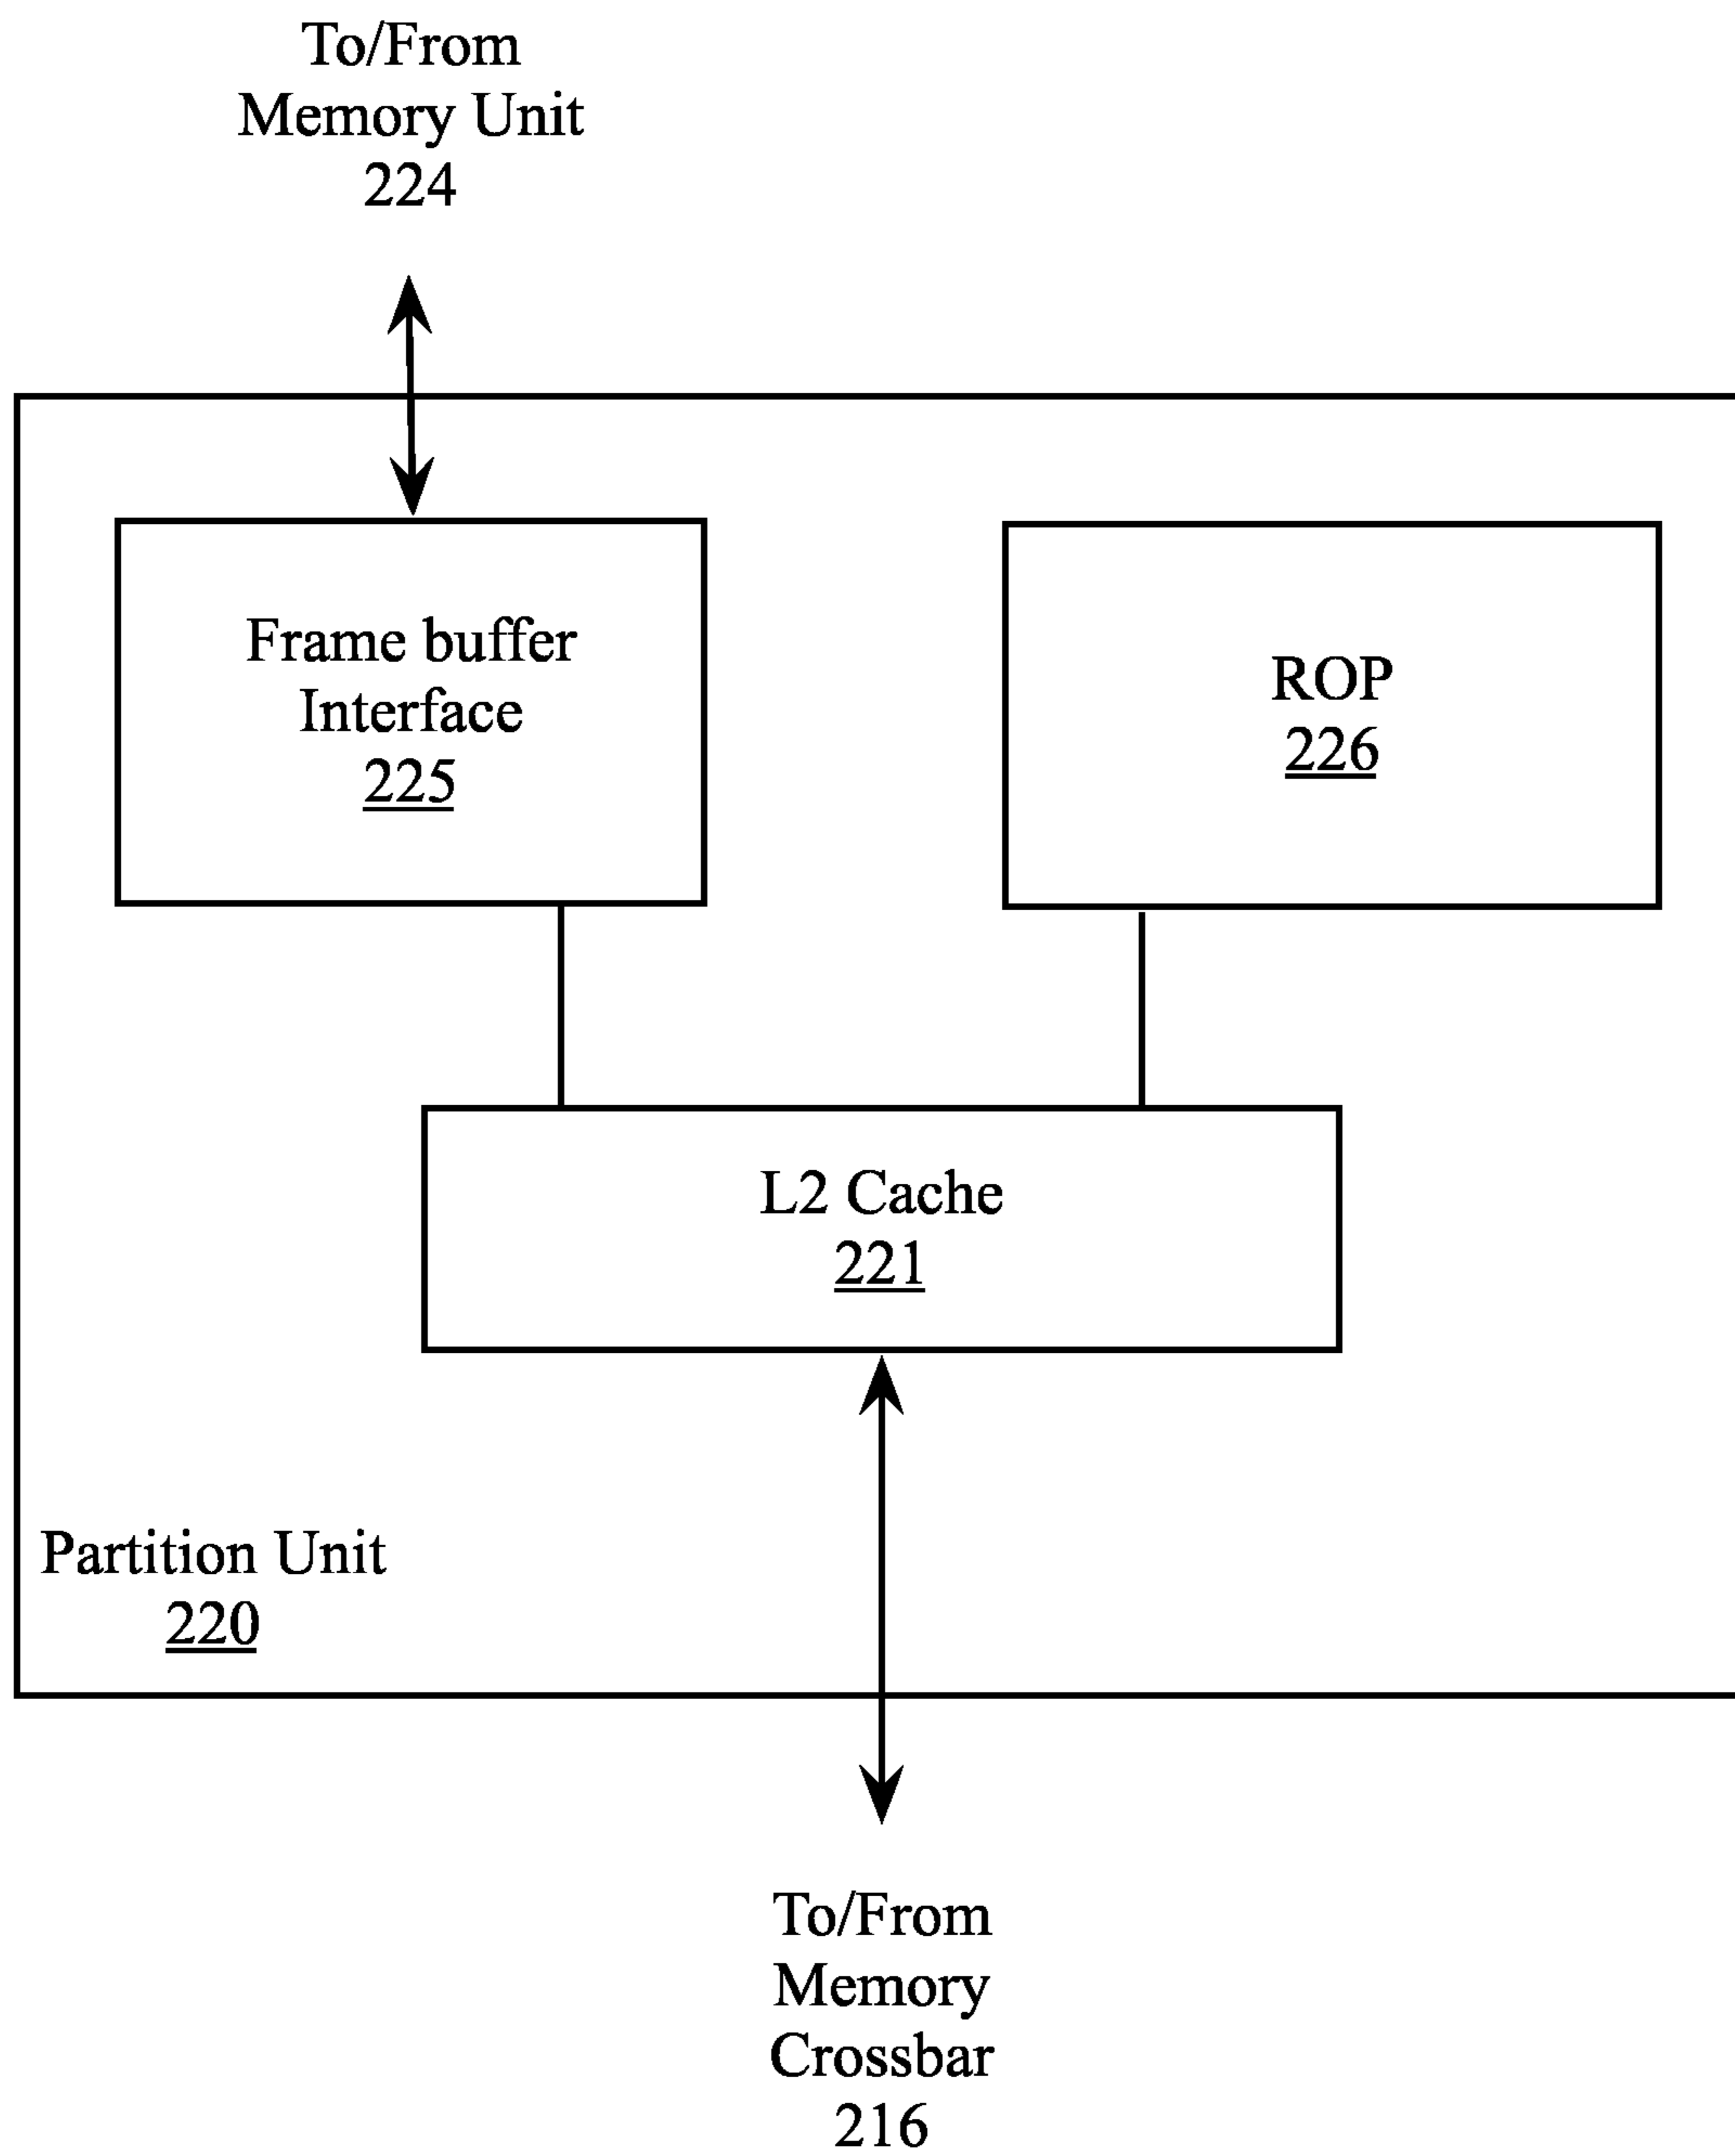 To/From
Memory Unit
224
Frame buffer
Interface
225
ROP
226
L2 Cache
221
Partition Unit
220
To/From
Memory
Crossbar
216